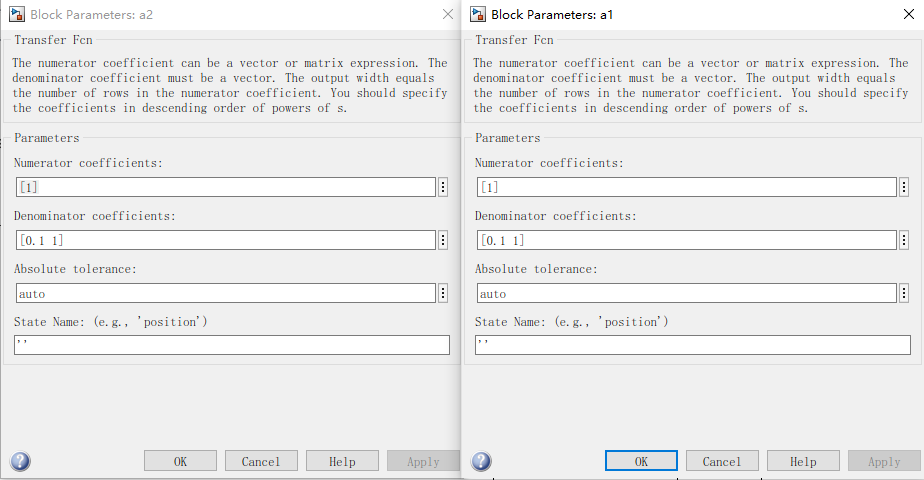 Block Parameters: a2
Transfer Fcn
The numerator coefficient can be a vector or matrix expression. The
denominator coefficient must be a vector. The output width equals
the number of rows in the numerator coefficient. You should specify
the coefficients in descending order of powers of s.
Parameters
Numerator coefficients:
[1]
Denominator coefficients:
[0.1 1]
Absolute tolerance:
auto
State Name: (e.g., 'position')
''
OK
Cancel
Help
Apply
Block Parameters: a1
Transfer Fcn
The numerator coefficient can be a vector or matrix expression. The
denominator coefficient must be a vector. The output width equals
the number of rows in the numerator coefficient. You should specify
the coefficients in descending order of powers of s.
Parameters
Numerator coefficients:
[1]
Denominator coefficients:
[0.1 1]
Absolute tolerance:
auto
State Name: (e.g., 'position')
''
OK
Cancel
Help
Apply